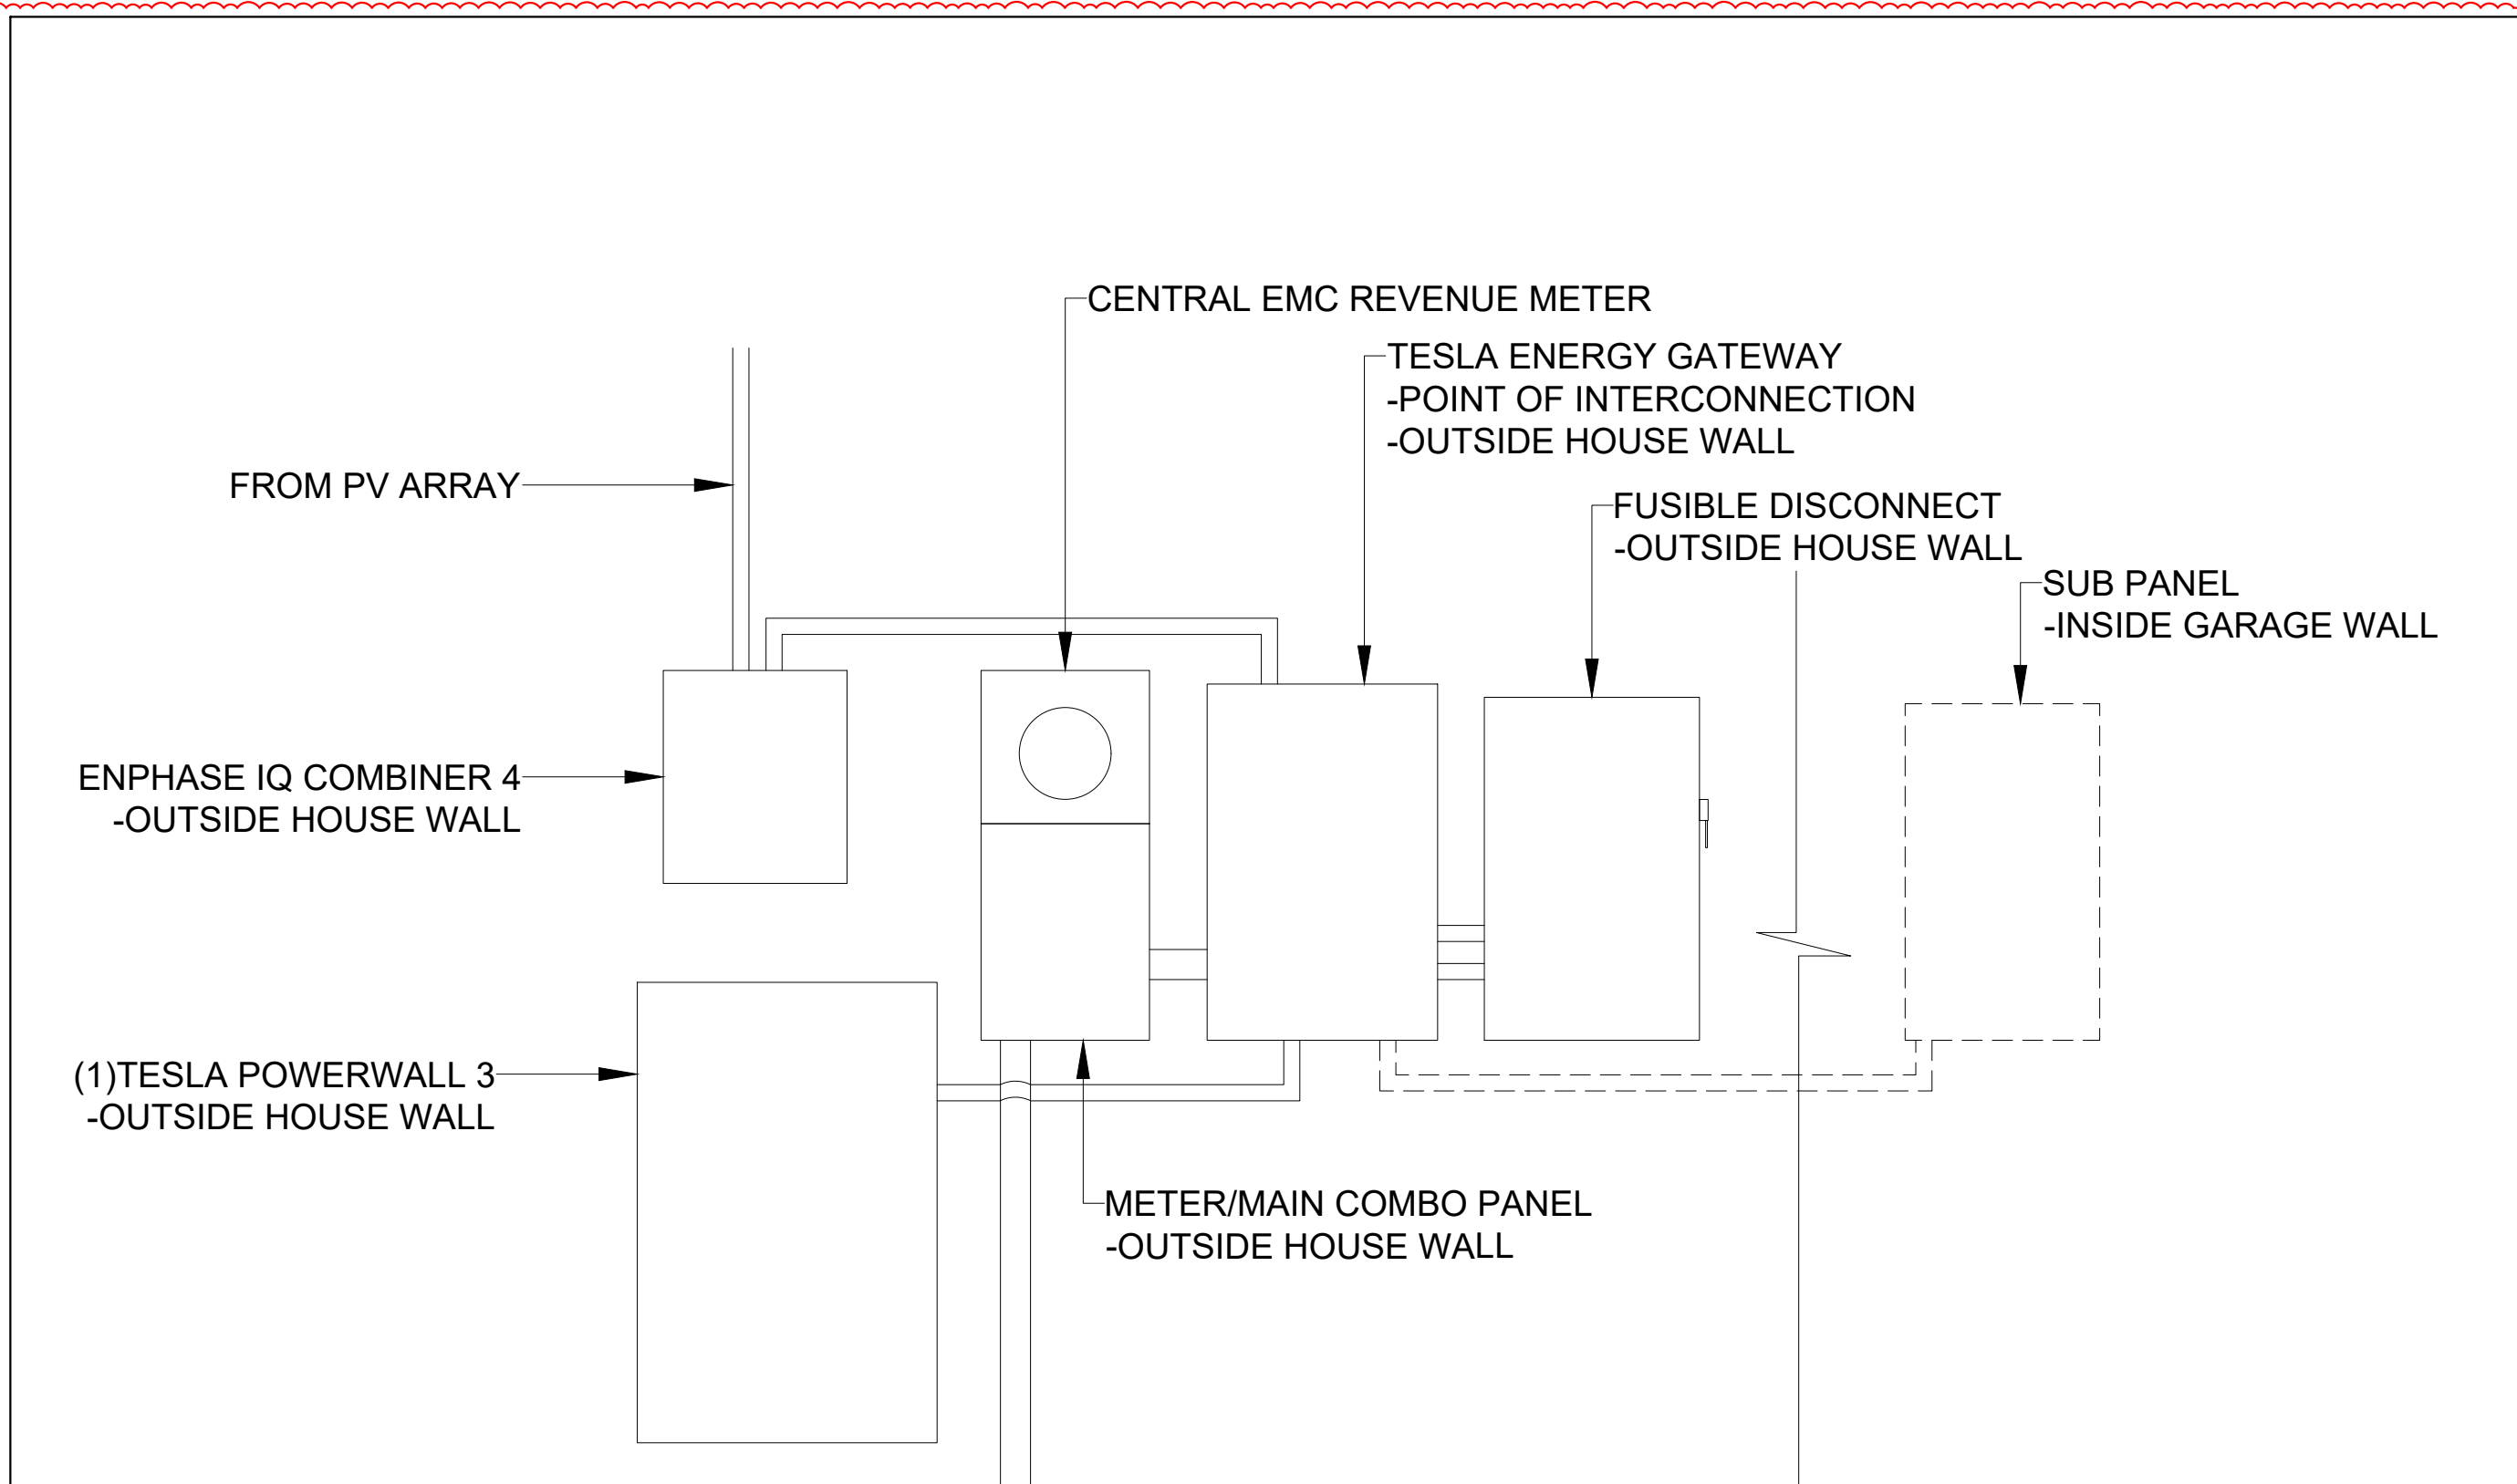 CENTRAL EMC REVENUE METER
TESLA ENERGY GATEWAY
-POINT OF INTERCONNECTION
-OUTSIDE HOUSE WALL
FROM PV ARRAY
FUSIBLE DISCONNECT
-OUTSIDE HOUSE WALL
SUB PANEL
-INSIDE GARAGE WALL
ENPHASE IQ COMBINER 4
-OUTSIDE HOUSE WALL
(1)TESLA POWERWALL 3
-OUTSIDE HOUSE WALL
METER/MAIN COMBO PANEL
-OUTSIDE HOUSE WALL